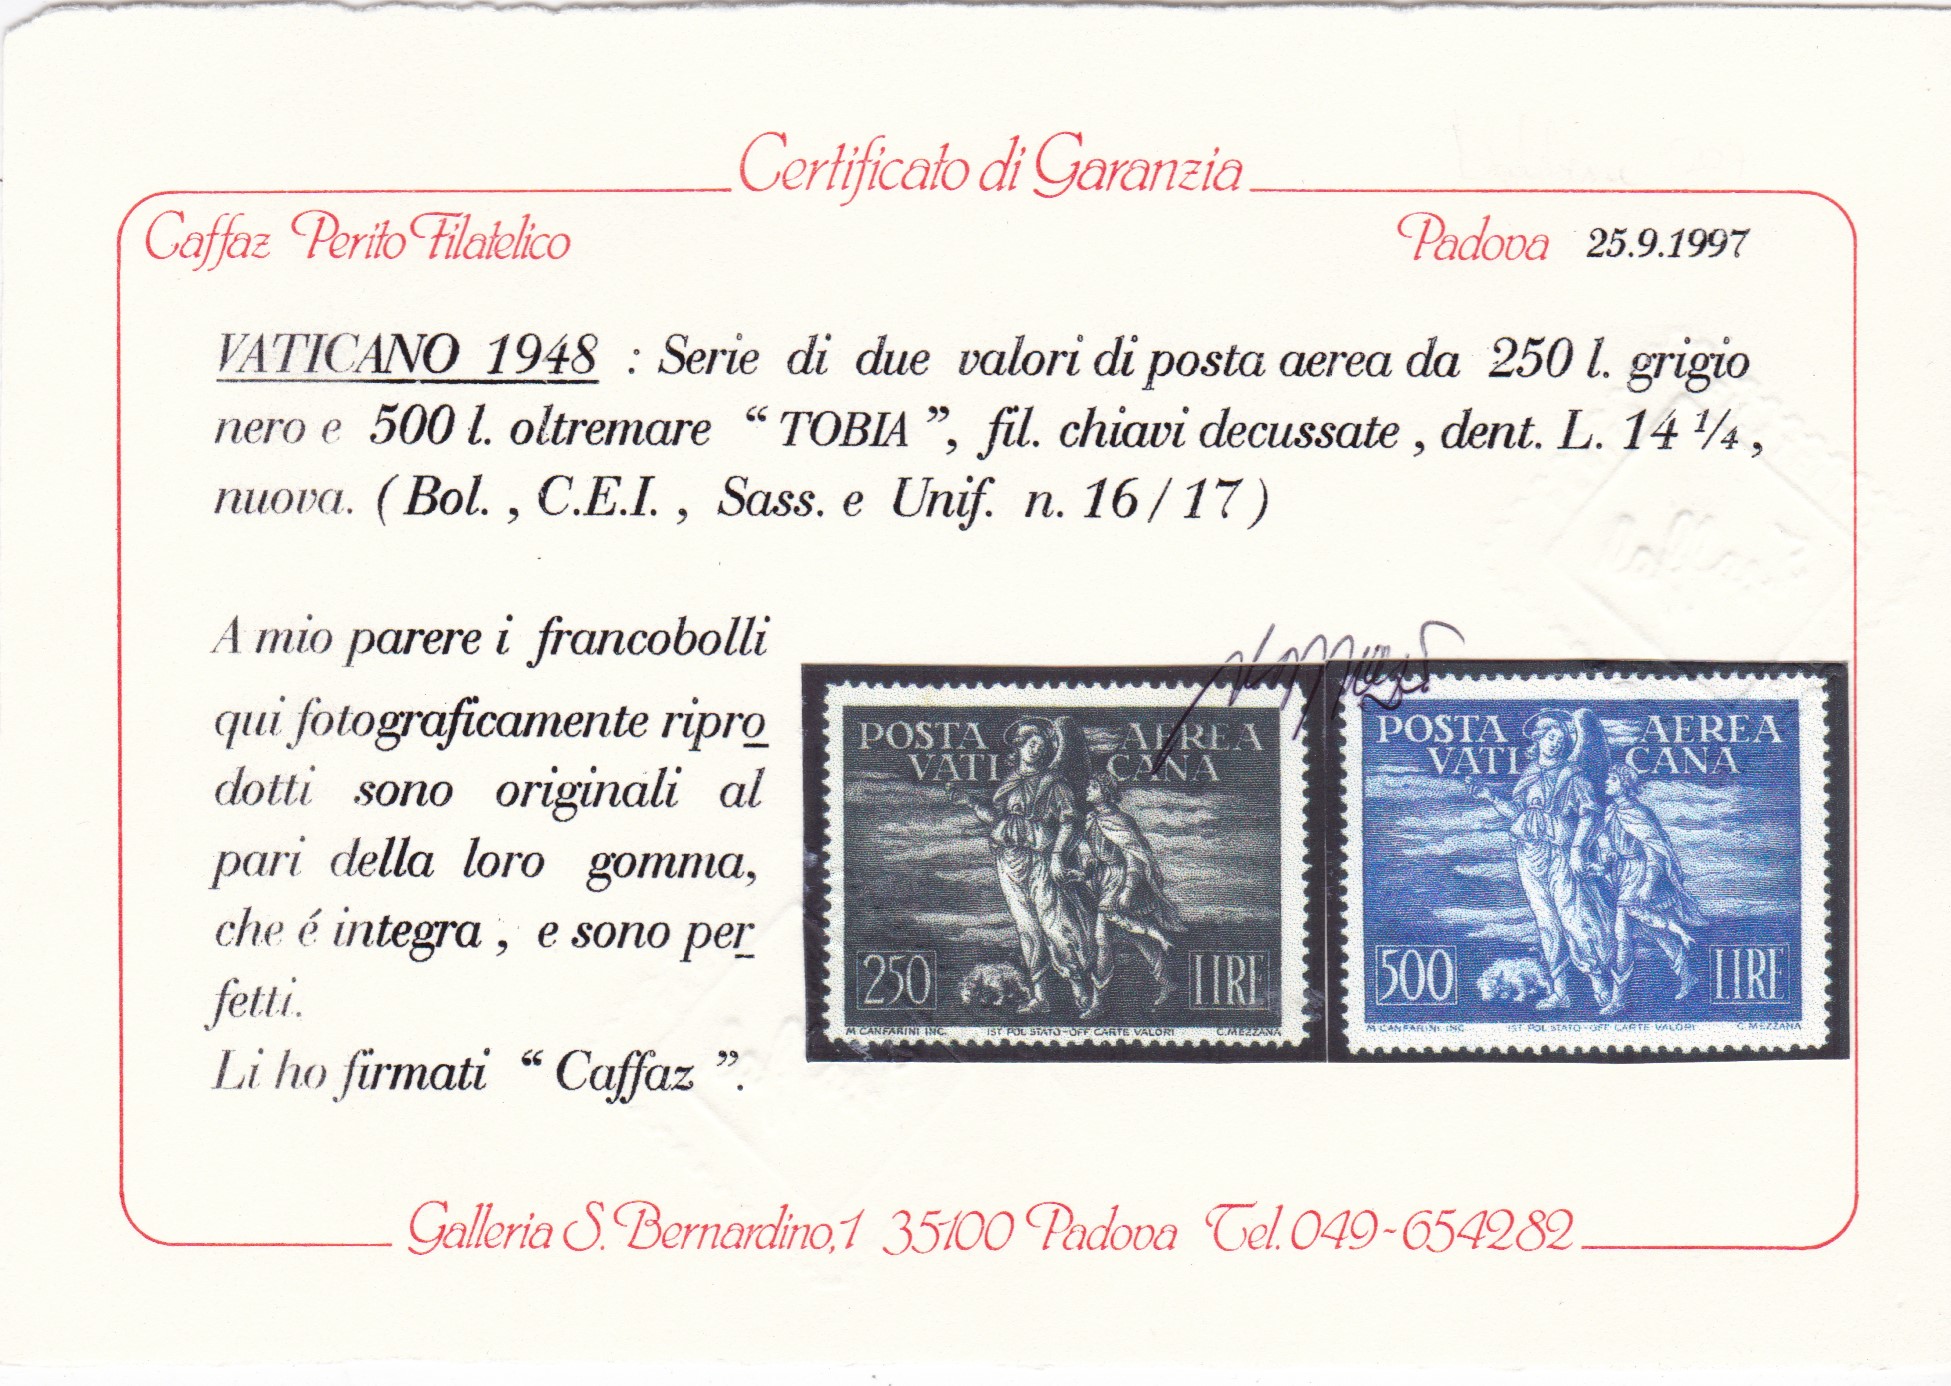 Certificato di Garanzia
Caffaz Perito Filatelico
Padova 25.9.1997
VATICANO 1948 : Serie di due valori di posta aerea da 250 l. grigio
nero e 500 l. oltremare “ TOBIA ”, fil. chiavi decussate , dent. L. 14 ¼ ,
nuova. ( Bol. , C.E.I. , Sass. e Unif. n. 16 / 17 )
A mio parere i francobolli
qui fotograficamente ripro
dotti sono originali al
pari della loro gomma,
che é integra , e sono per
fetti.
Li ho firmati “ Caffaz ”.
POSTA AEREA
VATI CANA
250 LIRE
M. CANFARINI INC. IST. POL. STATO-OFF. CARTE VALORI C. MEZZANA
POSTA AEREA
VATI CANA
500 LIRE
M. CANFARINI INC. IST. POL. STATO-OFF. CARTE VALORI C. MEZZANA
Galleria S. Bernardino, 1 35100 Padova Tel. 049-654282